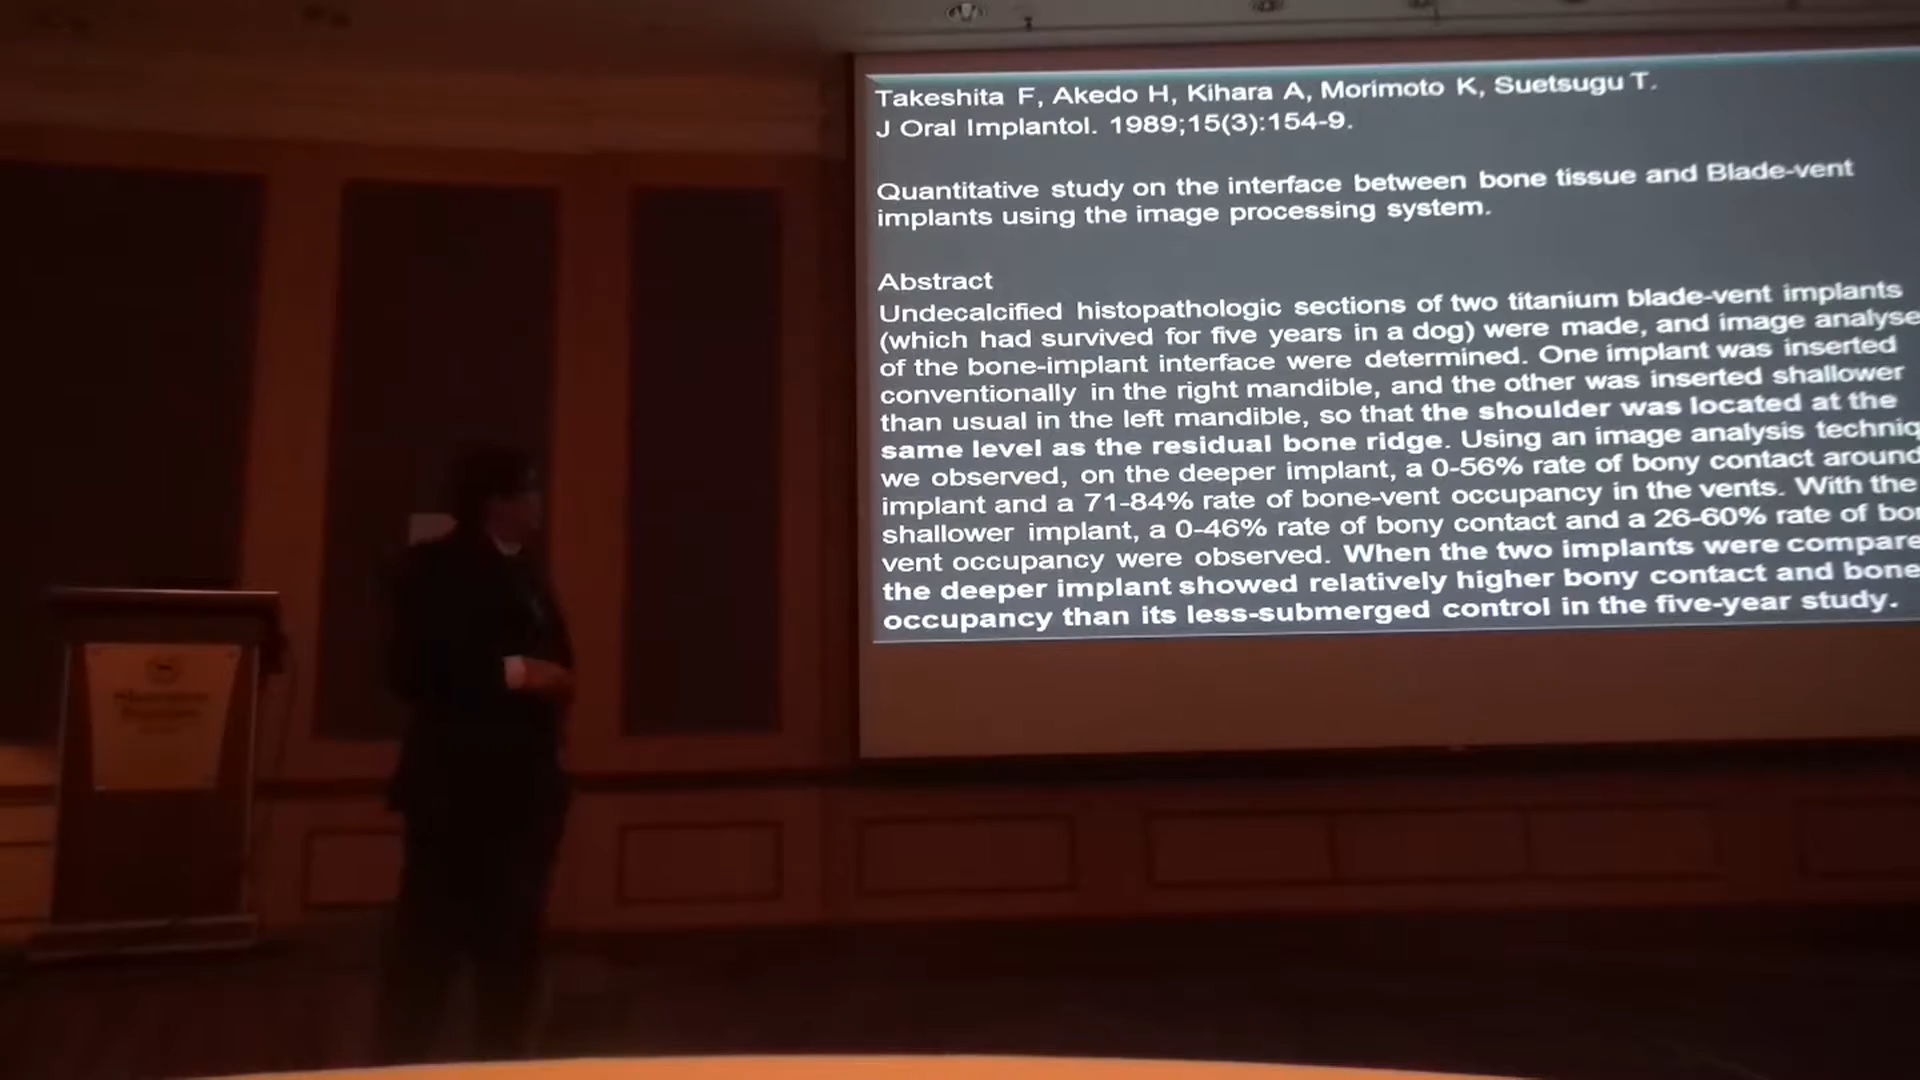 Takeshita F, Akedo H, Kihara A, Morimoto K, Suetsugu T.
J Oral Implantol. 1989;15(3):154-9.
Quantitative study on the interface between bone tissue and Blade-vent
implants using the image processing system.
Abstract
Undecalcified histopathologic sections of two titanium blade-vent implants
(which had survived for five years in a dog) were made, and image analyse
of the bone-implant interface were determined. One implant was inserted
conventionally in the right mandible, and the other was inserted shallower
than usual in the left mandible, so that the shoulder was located at the
same level as the residual bone ridge. Using an image analysis techniq
we observed, on the deeper implant, a 0-56% rate of bony contact around
implant and a 71-84% rate of bone-vent occupancy in the vents. With the
shallower implant, a 0-46% rate of bony contact and a 26-60% rate of bo
vent occupancy were observed. When the two implants were compare
the deeper implant showed relatively higher bony contact and bone
occupancy than its less-submerged control in the five-year study.